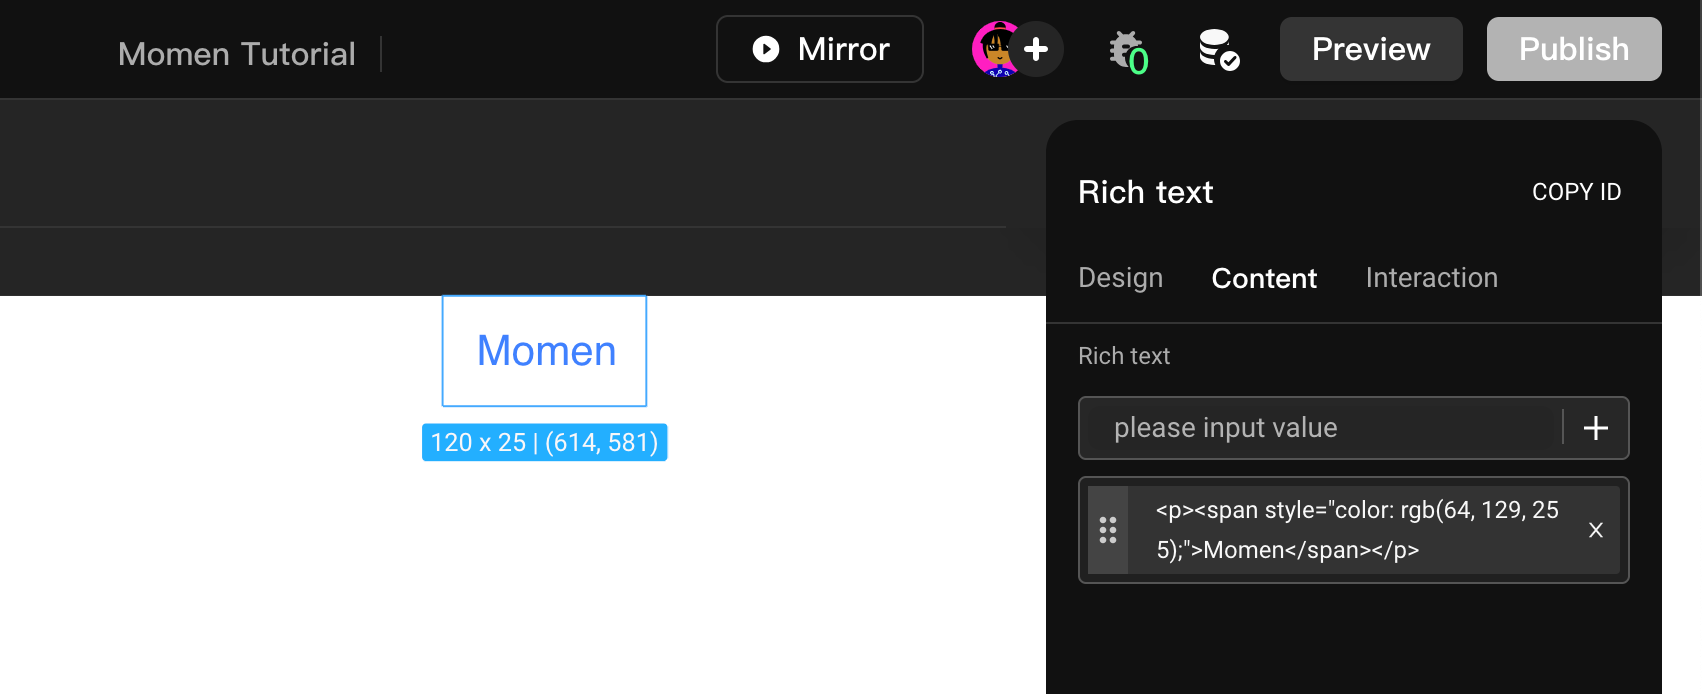 Momen Tutorial
Mirror
0
Preview
Publish
Rich text
COPY ID
Design
Content
Interaction
Rich text
please input value
<p><span style="color: rgb(64, 129, 25
5);">Momen</span></p>
Momen
120 x 25 | (614, 581)